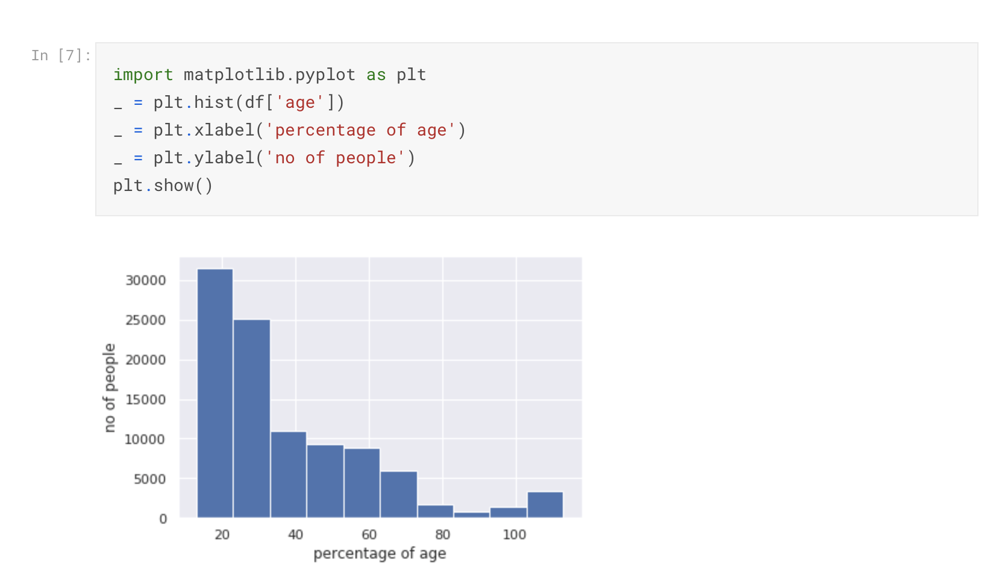 In [7]:
import matplotlib.pyplot as plt
_ = plt.hist(df['age'])
_ = plt.xlabel('percentage of age')
_ = plt.ylabel('no of people')
plt.show()
30000
25000
20000
15000
10000
5000
0
no of people
20 40 60 80 100
percentage of age